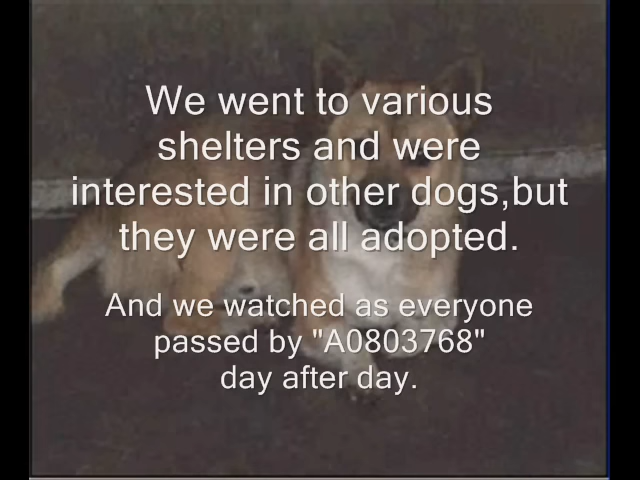 We went to various
shelters and were
interested in other dogs,but
they were all adopted.
And we watched as everyone
passed by "A0803768"
day after day.